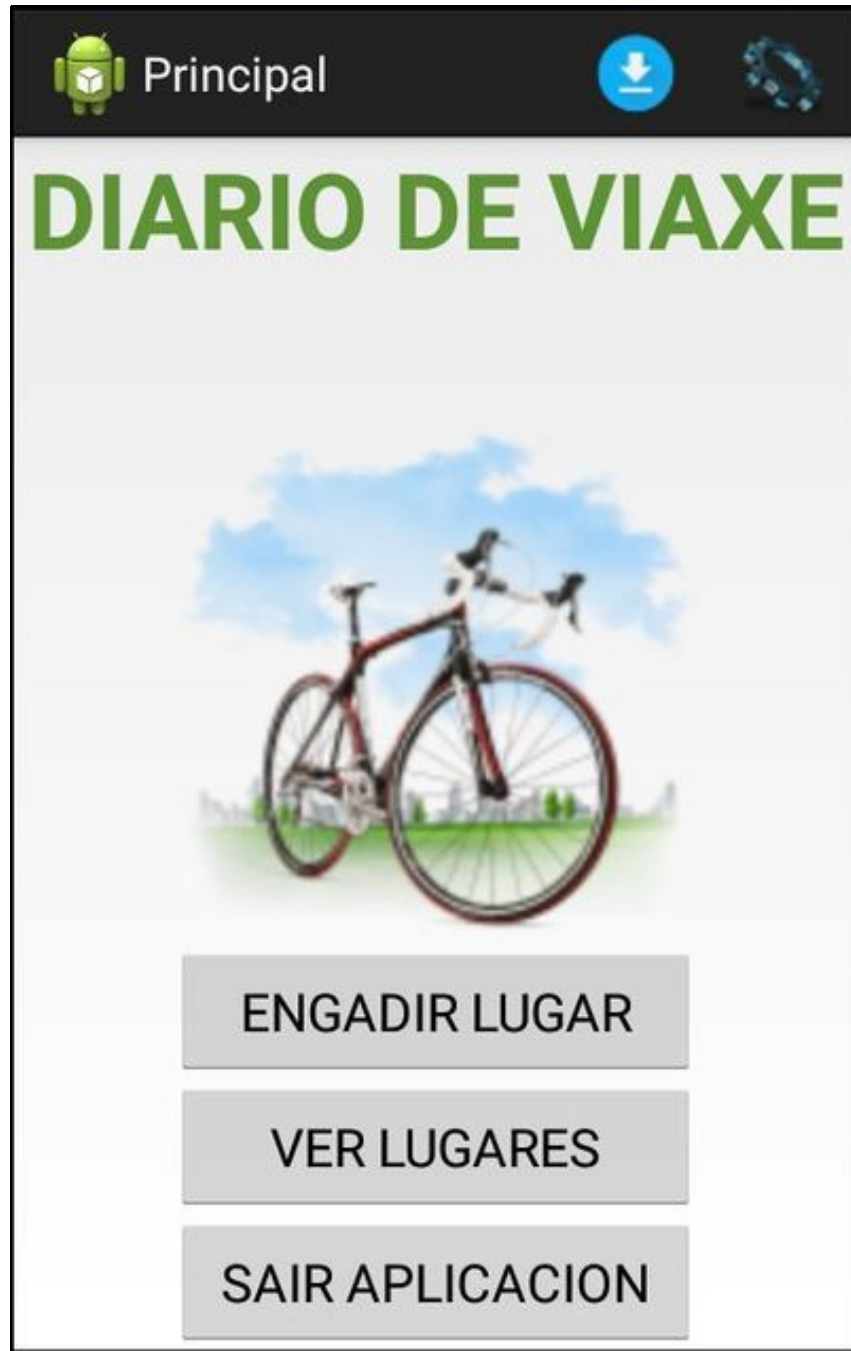 Principal
DIARIO DE VIAXE
ENGADIR LUGAR
VER LUGARES
SAIR APLICACION